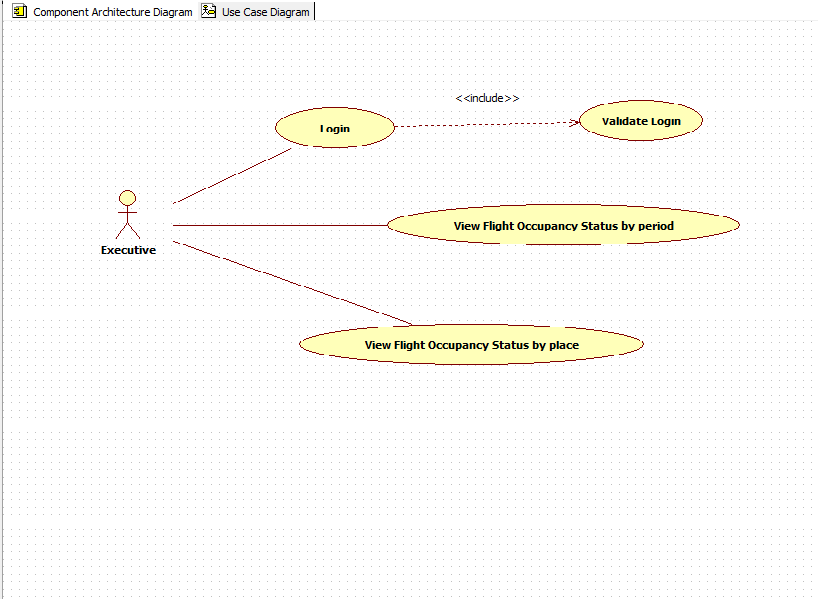 Component Architecture Diagram
Use Case Diagram
<<include>>
Login
Validate Login
View Flight Occupancy Status by period
Executive
View Flight Occupancy Status by place